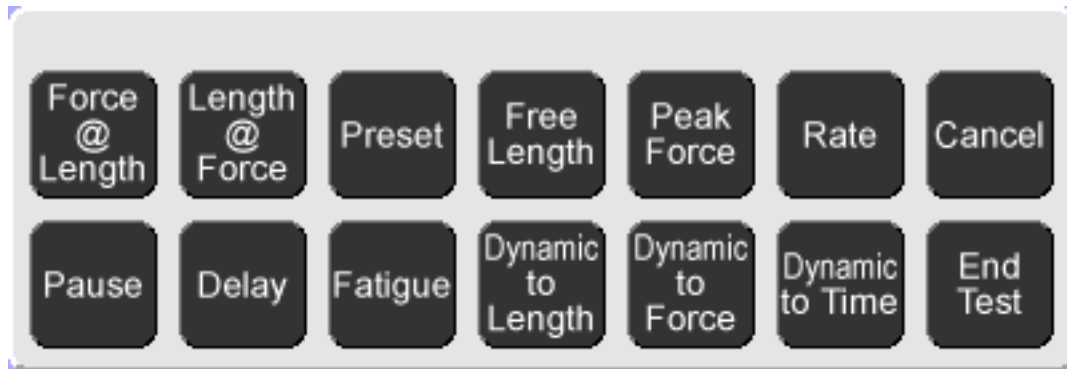 Force
@
Length
Length
@
Force
Preset
Free
Length
Peak
Force
Rate
Cancel
Pause
Delay
Fatigue
Dynamic
to
Length
Dynamic
to
Force
Dynamic
to Time
End
Test